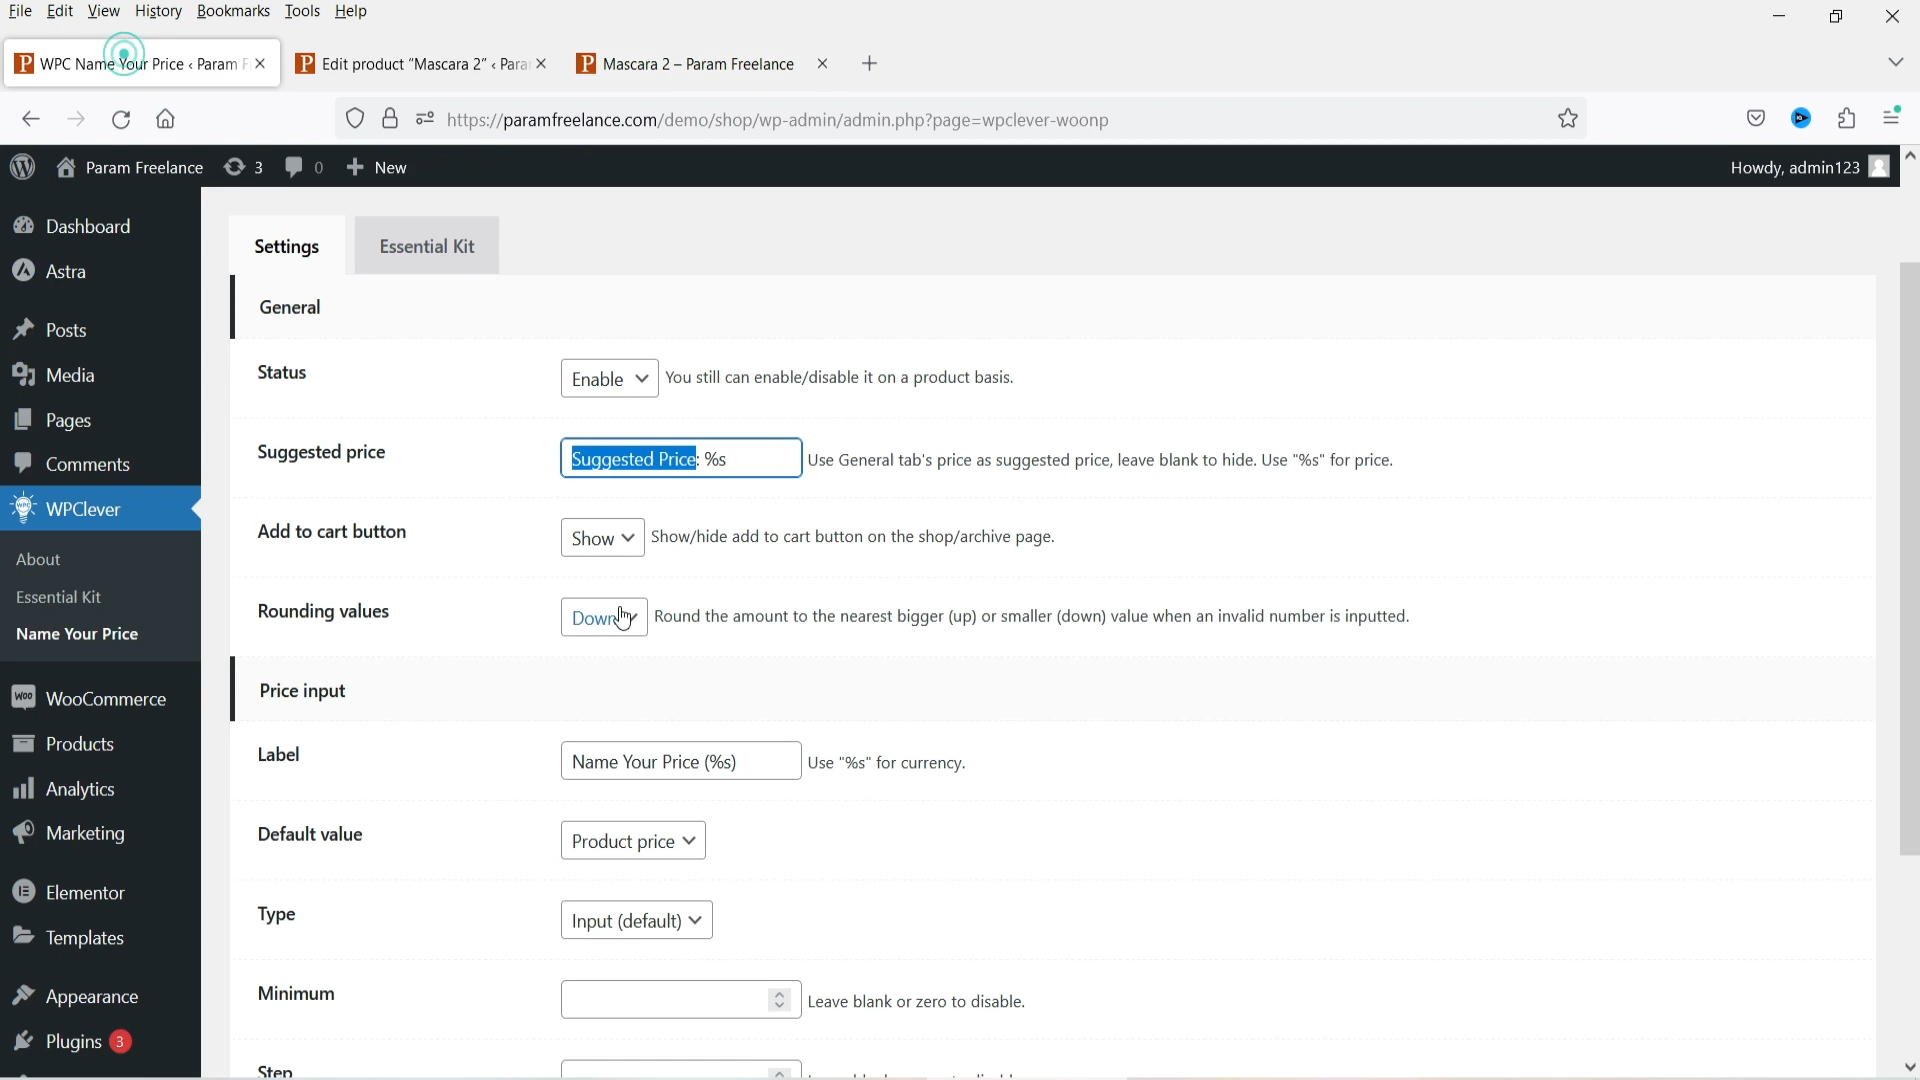 File Edit View History Bookmarks Tools Help
WPC Name Your Price ‹ Param F
Edit product “Mascara 2” ‹ Para
Mascara 2 – Param Freelance
https://paramfreelance.com/demo/shop/wp-admin/admin.php?page=wpclever-woonp
Param Freelance 3 0 New Howdy, admin123
Dashboard
Astra
Posts
Media
Pages
Comments
WPClever
About
Essential Kit
Name Your Price
WooCommerce
Products
Analytics
Marketing
Elementor
Templates
Appearance
Plugins 3
Settings Essential Kit
General
Status Enable You still can enable/disable it on a product basis.
Suggested price Suggested Price: %s Use General tab's price as suggested price, leave blank to hide. Use "%s" for price.
Add to cart button Show Show/hide add to cart button on the shop/archive page.
Rounding values Down Round the amount to the nearest bigger (up) or smaller (down) value when an invalid number is inputted.
Price input
Label Name Your Price (%s) Use "%s" for currency.
Default value Product price
Type Input (default)
Minimum Leave blank or zero to disable.
Step